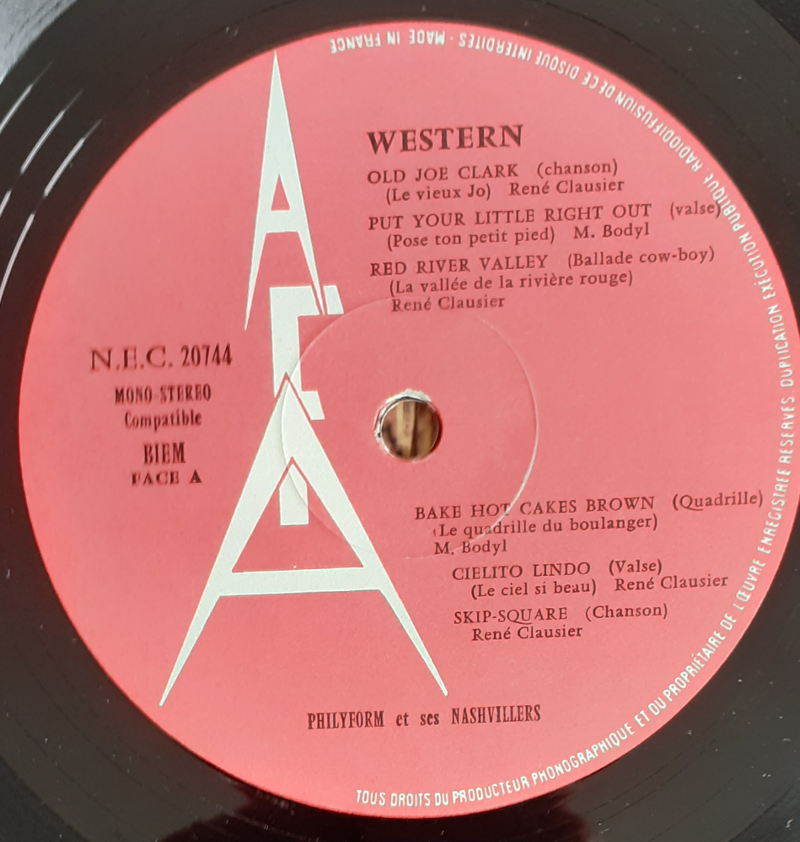 WESTERN
OLD JOE CLARK (chanson)
(Le vieux Jo) René Clausier
PUT YOUR LITTLE RIGHT OUT (valse)
(Pose ton petit pied) M. Bodyl
RED RIVER VALLEY (Ballade cow-boy)
(La vallée de la rivière rouge)
René Clausier
N.E.C. 20744
MONO-STEREO
Compatible
BIEM
FACE A
BAKE HOT CAKES BROWN (Quadrille)
(Le quadrille du boulanger)
M. Bodyl
CIELITO LINDO (Valse)
(Le ciel si beau) René Clausier
SKIP-SQUARE (Chanson)
René Clausier
PHILYFORM et ses NASHVILLERS
TOUS DROITS DU PRODUCTEUR PHONOGRAPHIQUE ET DU PROPRIÉTAIRE DE L'ŒUVRE ENREGISTRÉE RÉSERVÉS DUPLICATION EXÉCUTION PUBLIQUE RADIODIFFUSION DE CE DISQUE INTERDITES - MADE IN FRANCE